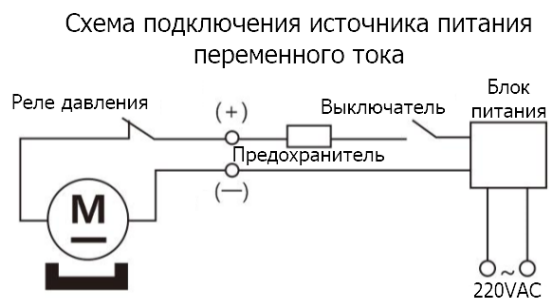 Схема подключения источника питания
переменного тока
Блок
питания
Реле давления
(+)
Выключатель
Предохранитель
(—)
M
~
220VAC